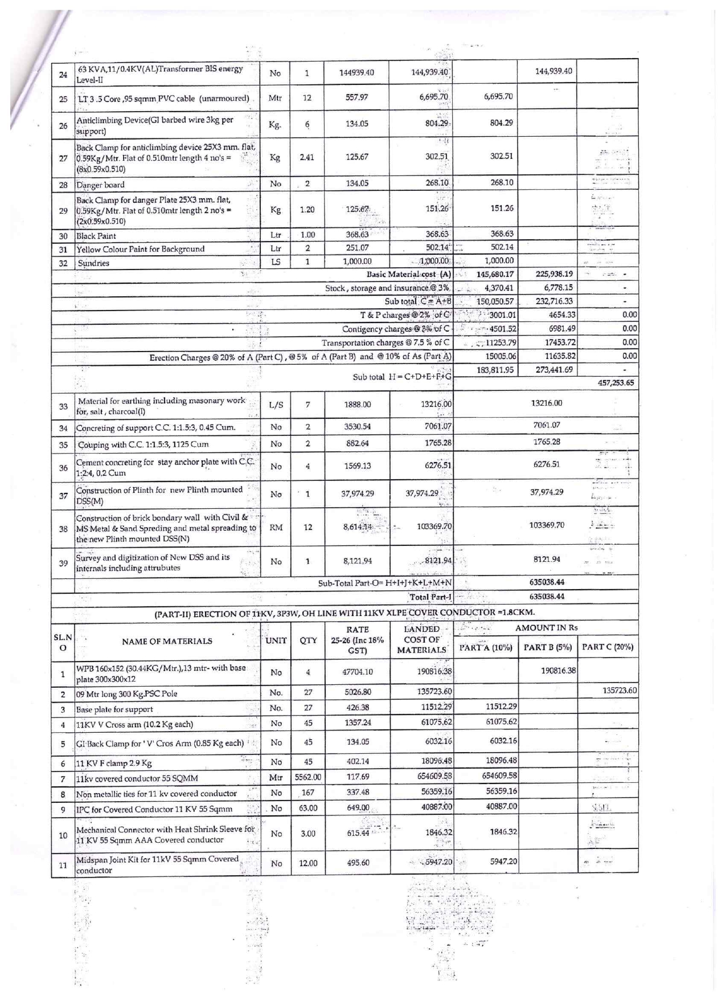 24 63 KVA,11/0.4KV(AL)Transformer BIS energy Level-II No 1 144939.40 144,939.40 144,939.40
25 LT 3 .5 Core ,95 sqmm PVC cable (unarmoured) Mtr 12 557.97 6,695.70 6,695.70
26 Anticlimbing Device(GI barbed wire 3kg per support) Kg. 6 134.05 804.29 804.29
27 Back Clamp for anticlimbing device 25X3 mm. flat, 0.59Kg/Mtr. Flat of 0.510mtr length 4 no's = (8x0.59x0.510) Kg 2.41 125.67 302.51 302.51
28 Danger board No 2 134.05 268.10 268.10
29 Back Clamp for danger Plate 25X3 mm. flat, 0.59Kg/Mtr. Flat of 0.510mtr length 2 no's = (2x0.59x0.510) Kg 1.20 125.67 151.26 151.26
30 Black Paint Ltr 1.00 368.63 368.63 368.63
31 Yellow Colour Paint for Background Ltr 2 251.07 502.14 502.14
32 Sundries LS 1 1,000.00 1,000.00 1,000.00
Basic Material cost (A) 145,680.17 225,938.19 -
Stock , storage and insurance @ 3% 4,370.41 6,778.15 -
Sub total C = A+B 150,050.57 232,716.33 -
T & P charges @ 2% of C 3001.01 4654.33 0.00
Contigency charges @ 3% of C 4501.52 6981.49 0.00
Transportation charges @ 7.5 % of C 11253.79 17453.72 0.00
Erection Charges @ 20% of A (Part C) , @ 5% of A (Part B) and @ 10% of As (Part A) 15005.06 11635.82 0.00
Sub total H = C+D+E+F+G 183,811.95 273,441.69 -
457,253.65
33 Material for earthing including masonary work for, salt , charcoal(I) L/S 7 1888.00 13216.00 13216.00
34 Concreting of support C.C. 1:1.5:3, 0.45 Cum. No 2 3530.54 7061.07 7061.07
35 Couping with C.C. 1:1.5:3, 1125 Cum No 2 882.64 1765.28 1765.28
36 Cement concreting for stay anchor plate with C.C. 1:2:4, 0.2 Cum No 4 1569.13 6276.51 6276.51
37 Construction of Plinth for new Plinth mounted DSS(M) No 1 37,974.29 37,974.29 37,974.29
38 Construction of brick bondary wall with Civil & MS Metal & Sand Spreding and metal spreading to the new Plinth mounted DSS(N) RM 12 8,614.14 103369.70 103369.70
39 Survey and digitization of New DSS and its internals including attrubutes No 1 8,121.94 8121.94 8121.94
Sub-Total Part-O= H+I+J+K+L+M+N 635038.44
Total Part-I 635038.44
(PART-II) ERECTION OF 11KV, 3P3W, OH LINE WITH 11KV XLPE COVER CONDUCTOR =1.8CKM.
SL.NO NAME OF MATERIALS UNIT QTY RATE 25-26 (Inc 18% GST) LANDED COST OF MATERIALS AMOUNT IN Rs
PART A (10%) PART B (5%) PART C (20%)
1 WPB 160x152 (30.44KG/Mtr.),13 mtr- with base plate 300x300x12 No 4 47704.10 190816.38 190816.38
2 09 Mtr long 300 Kg.PSC Pole No. 27 5026.80 135723.60 135723.60
3 Base plate for support No. 27 426.38 11512.29 11512.29
4 11KV V Cross arm (10.2 Kg each) No 45 1357.24 61075.62 61075.62
5 GI Back Clamp for ' V' Cros Arm (0.85 Kg each) No 45 134.05 6032.16 6032.16
6 11 KV F clamp 2.9 Kg No 45 402.14 18096.48 18096.48
7 11kv covered conductor 55 SQMM Mtr 5562.00 117.69 654609.58 654609.58
8 Non metallic ties for 11 kv covered conductor No 167 337.48 56359.16 56359.16
9 IPC for Covered Conductor 11 KV 55 Sqmm No 63.00 649.00 40887.00 40887.00
10 Mechanical Connector with Heat Shrink Sleeve for 11 KV 55 Sqmm AAA Covered conductor No 3.00 615.44 1846.32 1846.32
11 Midspan Joint Kit for 11kV 55 Sqmm Covered conductor No 12.00 495.60 5947.20 5947.20